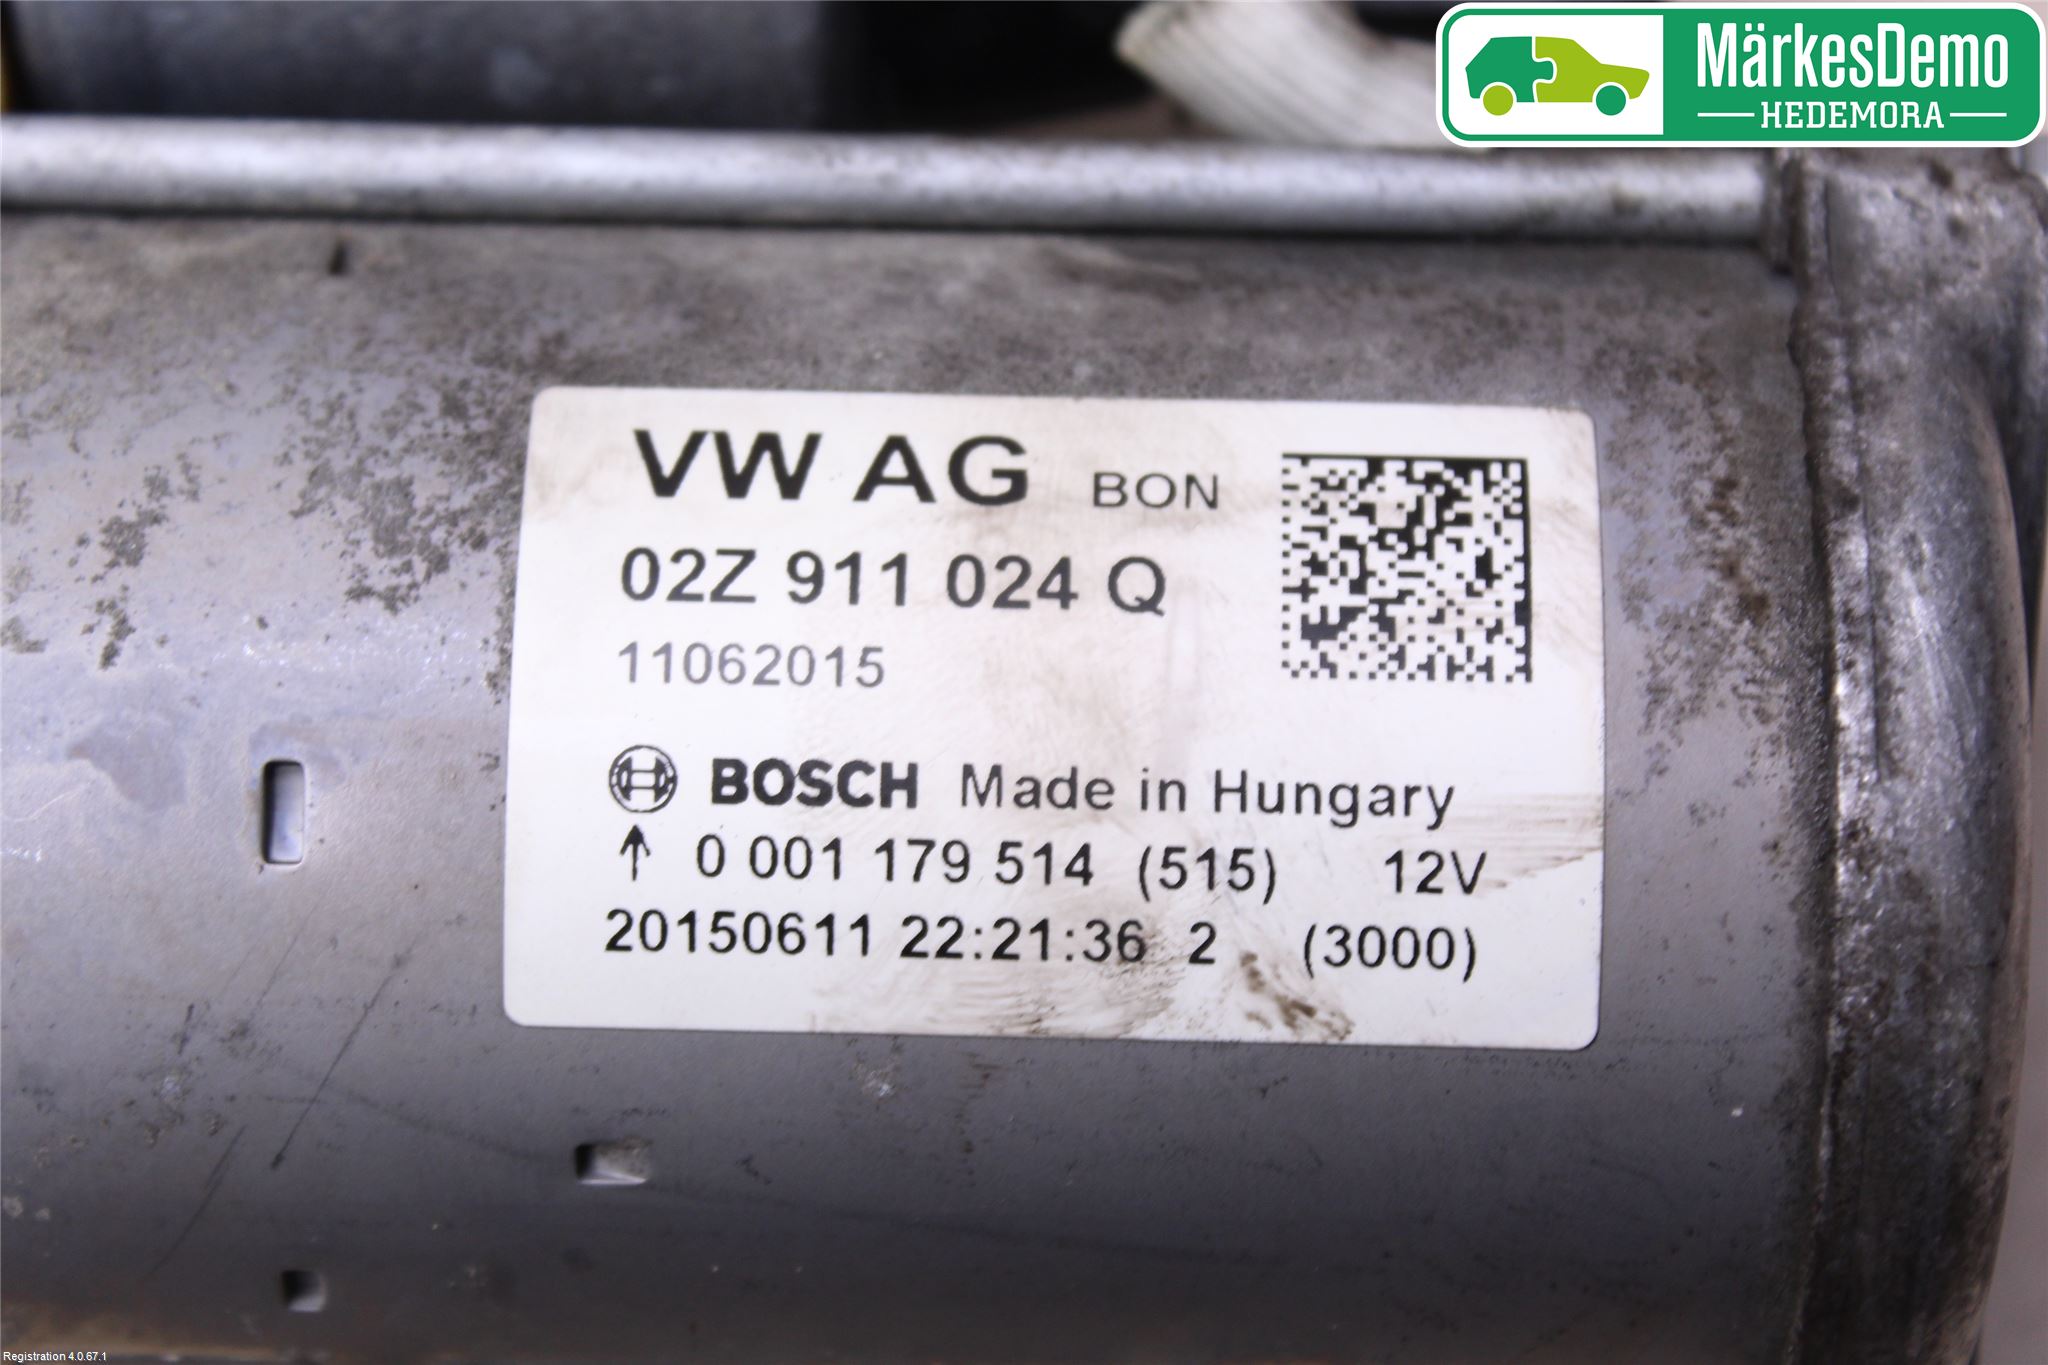 MärkesDemo
HEDEMORA
VW AG BON
02Z 911 024 Q
11062015
BOSCH Made in Hungary
↑ 0 001 179 514 (515) 12V
20150611 22:21:36 2 (3000)
Registration 4.0.67.1